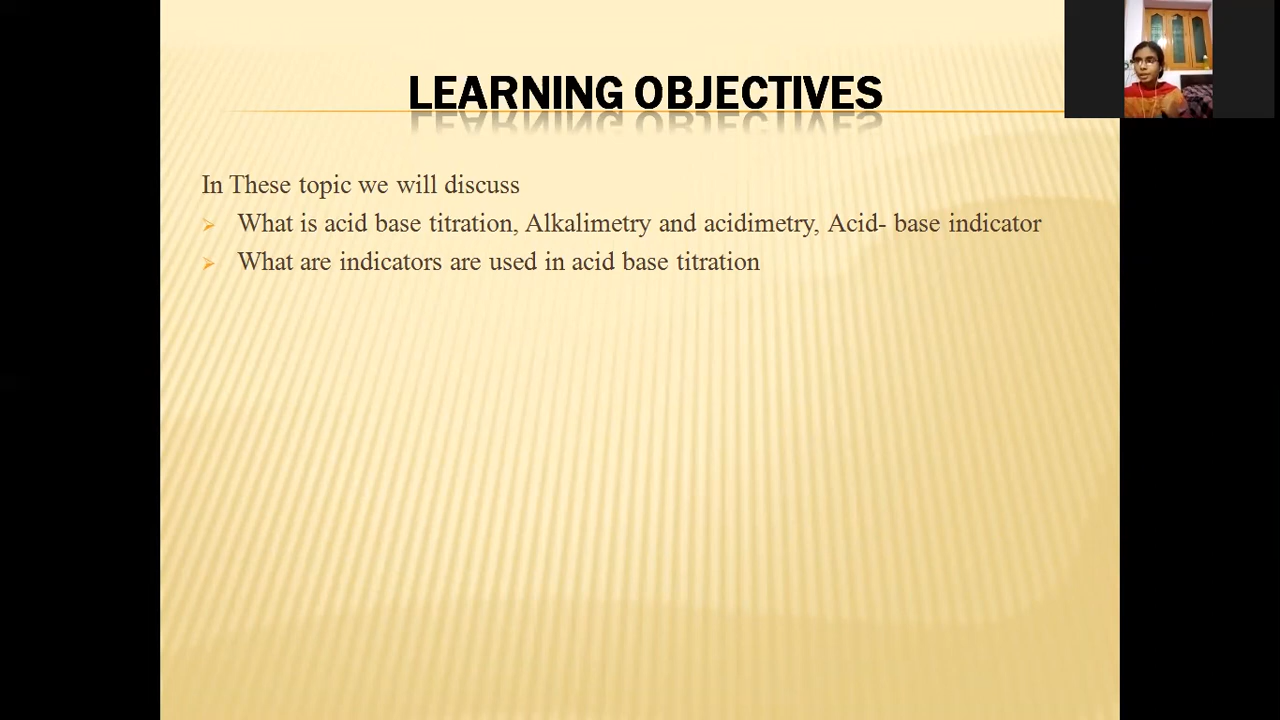 LEARNING OBJECTIVES
In These topic we will discuss
What is acid base titration, Alkalimetry and acidimetry, Acid- base indicator
What are indicators are used in acid base titration